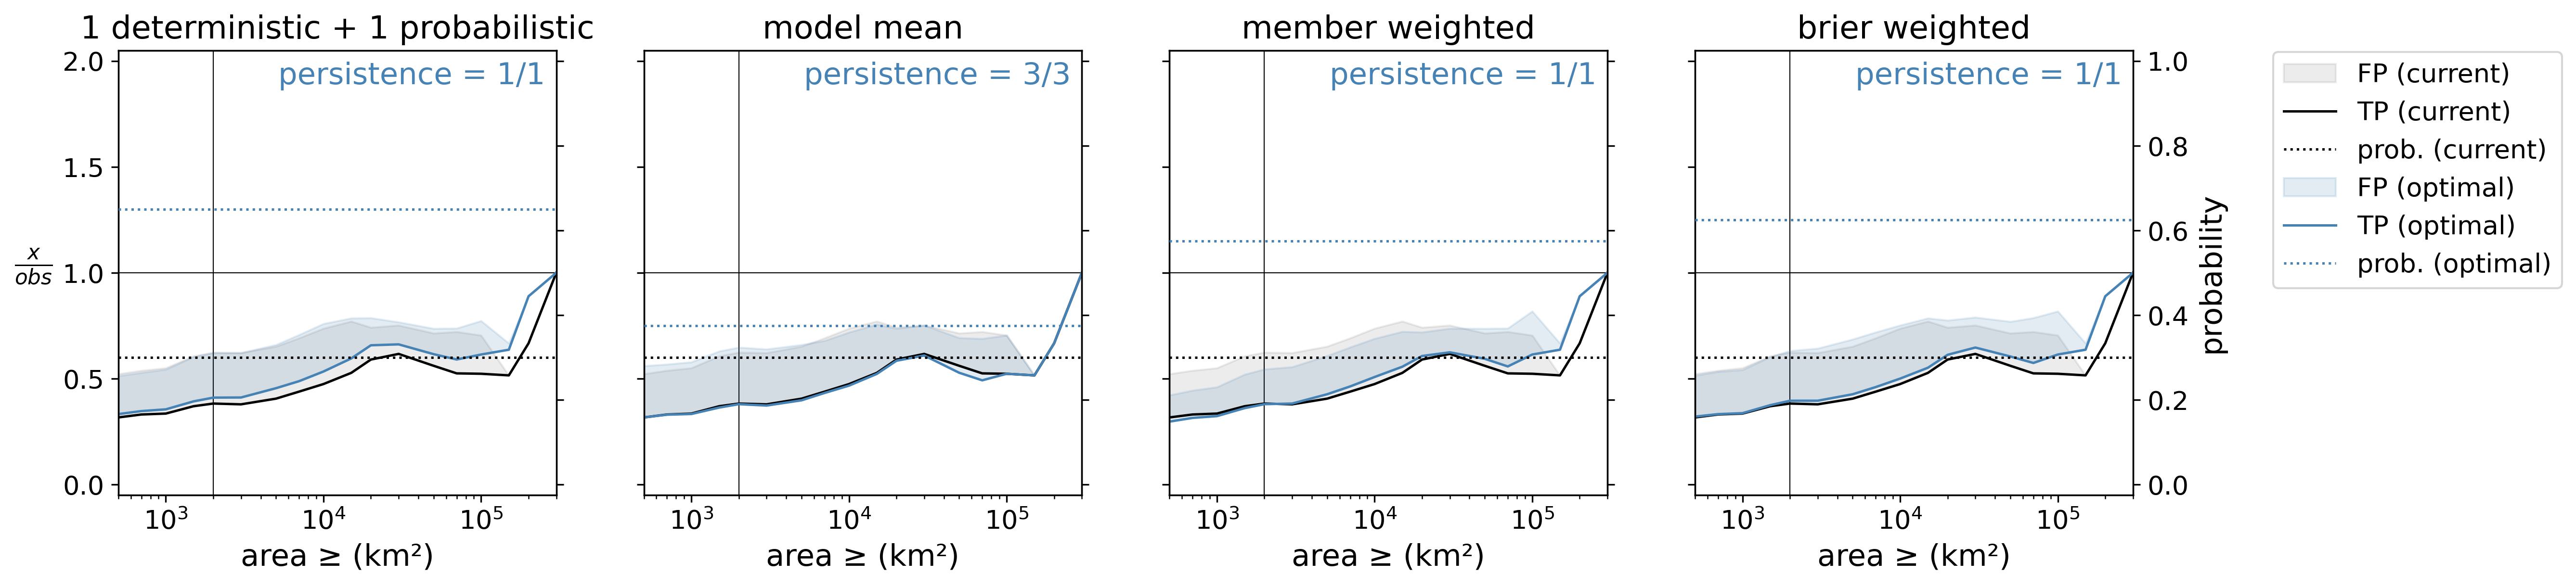 1 deterministic + 1 probabilistic
model mean
member weighted
brier weighted
persistence = 1/1
persistence = 3/3
persistence = 1/1
persistence = 1/1
x
obs
2.0
1.5
1.0
0.5
0.0
1.0
0.8
0.6
0.4
0.2
0.0
probability
10³
10⁴
10⁵
10³
10⁴
10⁵
10³
10⁴
10⁵
10³
10⁴
10⁵
area ≥ (km²)
area ≥ (km²)
area ≥ (km²)
area ≥ (km²)
FP (current)
TP (current)
prob. (current)
FP (optimal)
TP (optimal)
prob. (optimal)